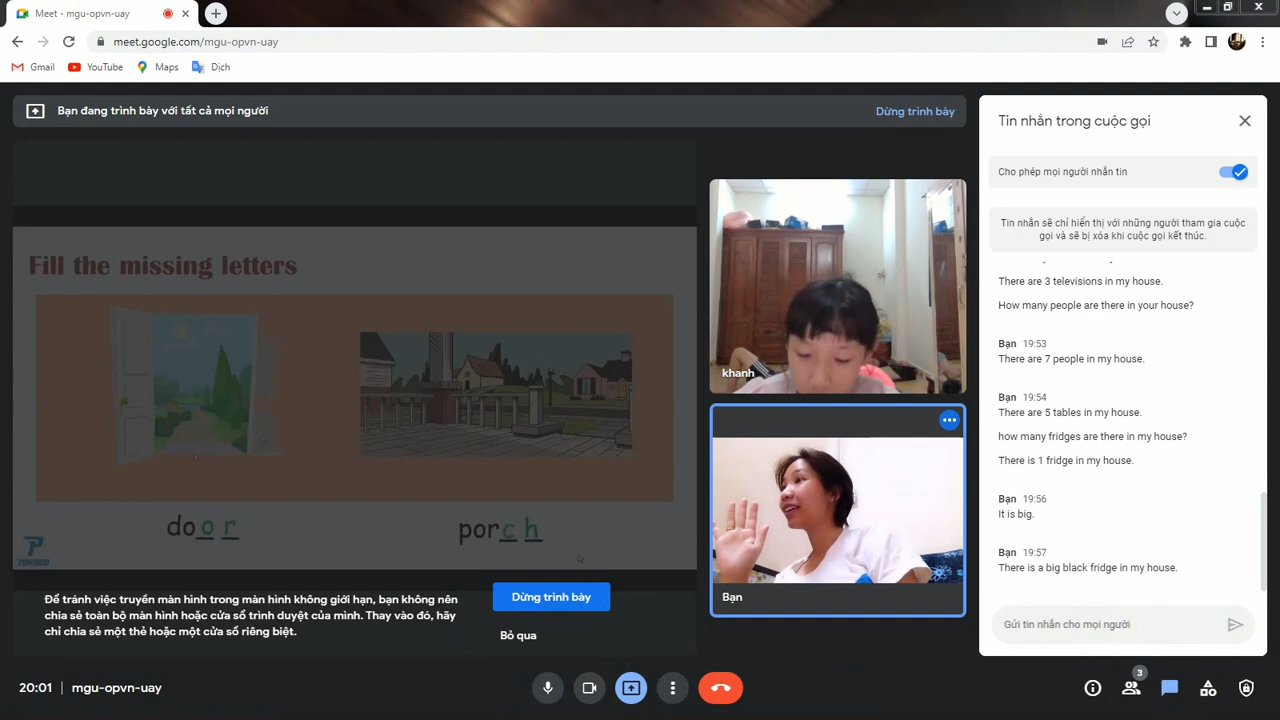 Meet - mgu-opvn-uay
meet.google.com/mgu-opvn-uay
Gmail YouTube Maps Dịch
Bạn đang trình bày với tất cả mọi người
Dừng trình bày
Fill the missing letters
door
porch
Để tránh việc truyền màn hình trong màn hình không giới hạn, bạn không nên
chia sẻ toàn bộ màn hình hoặc cửa sổ trình duyệt của mình. Thay vào đó, hãy
chỉ chia sẻ một thẻ hoặc một cửa sổ riêng biệt.
Dừng trình bày
Bỏ qua
khanh
Bạn
Tin nhắn trong cuộc gọi
Cho phép mọi người nhắn tin
Tin nhắn sẽ chỉ hiển thị với những người tham gia cuộc
gọi và sẽ bị xóa khi cuộc gọi kết thúc.
There are 3 televisions in my house.
How many people are there in your house?
Bạn 19:53
There are 7 people in my house.
Bạn 19:54
There are 5 tables in my house.
how many fridges are there in my house?
There is 1 fridge in my house.
Bạn 19:56
It is big.
Bạn 19:57
There is a big black fridge in my house.
Gửi tin nhắn cho mọi người
20:01 | mgu-opvn-uay
3